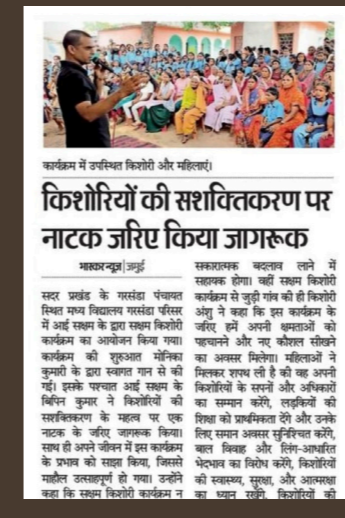 कार्यक्रम में उपस्थित किशोरी और महिलाएं।
किशोरियों की सशक्तिकरण पर
नाटक जरिए किया जागरूक
भास्कर न्यूज | जमुई
सदर प्रखंड के गरसंडा पंचायत
स्थित मध्य विद्यालय गरसंडा परिसर
में आई सक्षम के द्वारा सक्षम किशोरी
कार्यक्रम का आयोजन किया गया।
कार्यक्रम की शुरुआत मोनिका
कुमारी के द्वारा स्वागत गान से की
गई। इसके पश्चात आई सक्षम के
बिपिन कुमार ने किशोरियों की
सशक्तिकरण के महत्व पर एक
नाटक के जरिए जागरूक किया।
साथ ही अपने जीवन में इस कार्यक्रम
के प्रभाव को साझा किया, जिससे
माहौल उत्साहपूर्ण हो गया। उन्होंने
कहा कि सक्षम किशोरी कार्यक्रम न
सकारात्मक बदलाव लाने में
सहायक होगा। वहीं सक्षम किशोरी
कार्यक्रम से जुड़ी गांव की ही किशोरी
अंशु ने कहा कि इस कार्यक्रम के
जरिए हमें अपनी क्षमताओं को
पहचानने और नए कौशल सीखने
का अवसर मिलेगा। महिलाओं ने
मिलकर शपथ ली है की वह अपनी
किशोरियों के सपनों और अधिकारों
का सम्मान करेंगे, लड़कियों की
शिक्षा को प्राथमिकता देंगे और उनके
लिए समान अवसर सुनिश्चित करेंगे,
बाल विवाह और लिंग-आधारित
भेदभाव का विरोध करेंगे, किशोरियों
की स्वास्थ्य, सुरक्षा, और आत्मरक्षा
का ध्यान रखेंगे, किशोरियों की